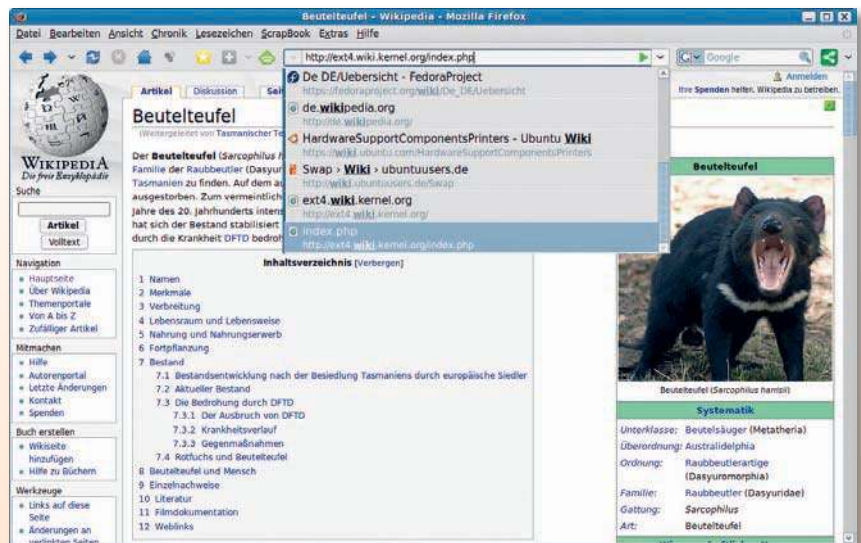 Beutelteufel - Wikipedia - Mozilla Firefox
Datei Bearbeiten Ansicht Chronik Lesezeichen ScrapBook Extras Hilfe
http://ext4.wiki.kernel.org/index.php
Google
De DE/Uebersicht - FedoraProject
https://fedoraproject.org/wiki/De_DE/Uebersicht
de.wikipedia.org
http://de.wikipedia.org/
HardwareSupportComponentsPrinters - Ubuntu Wiki
https://wiki.ubuntu.com/HardwareSupportComponentsPrinters
Swap › Wiki › ubuntuusers.de
http://wiki.ubuntuusers.de/Swap
ext4.wiki.kernel.org
http://ext4.wiki.kernel.org/
index.php
http://ext4.wiki.kernel.org/index.php
Anmelden
Ihre Spenden helfen, Wikipedia zu betreiben.
WIKIPEDIA
Die freie Enzyklopädie
Suche
Artikel
Volltext
Navigation
Hauptseite
Über Wikipedia
Themenportale
Von A bis Z
Zufälliger Artikel
Mitmachen
Hilfe
Autorenportal
Letzte Änderungen
Kontakt
Spenden
Buch erstellen
Wikiseite
hinzufügen
Hilfe zu Büchern
Werkzeuge
Links auf diese
Seite
Änderungen an
verlinkten Seiten
Artikel Diskussion
Beutelteufel
(Weitergeleitet von Tasmanischer
Der Beutelteufel (Sarcophilus
Familie der Raubbeutler (Dasyur
Tasmanien zu finden. Auf dem
ausgestorben. Zum vermeintlich
Jahre des 20. Jahrhunderts intens
hat sich der Bestand stabilisiert
durch die Krankheit DFTD bedroh
Inhaltsverzeichnis [Verbergen]
1 Namen
2 Merkmale
3 Verbreitung
4 Lebensraum und Lebensweise
5 Nahrung und Nahrungserwerb
6 Fortpflanzung
7 Bestand
7.1 Bestandsentwicklung nach der Besiedlung Tasmaniens durch europäische Siedler
7.2 Aktueller Bestand
7.3 Die Bedrohung durch DFTD
7.3.1 Der Ausbruch von DFTD
7.3.2 Krankheitsverlauf
7.3.3 Gegenmaßnahmen
7.4 Rotfuchs und Beutelteufel
8 Beutelteufel und Mensch
9 Einzelnachweise
10 Literatur
11 Filmdokumentation
12 Weblinks
Beutelteufel
Beutelteufel (Sarcophilus harrisii)
Systematik
Unterklasse: Beutelsäuger (Metatheria)
Überordnung: Australidelphia
Ordnung: Raubbeutlerartige
(Dasyuromorphia)
Familie: Raubbeutler (Dasyuridae)
Gattung: Sarcophilus
Art: Beutelteufel